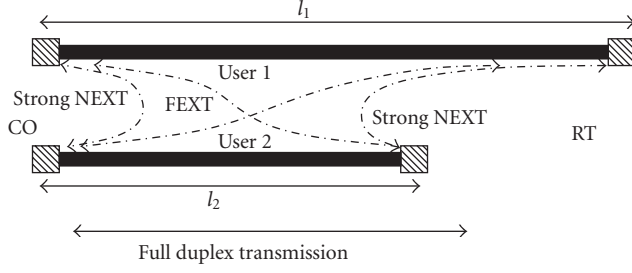 l1
User 1
Strong NEXT
FEXT
Strong NEXT
CO
RT
User 2
l2
Full duplex transmission